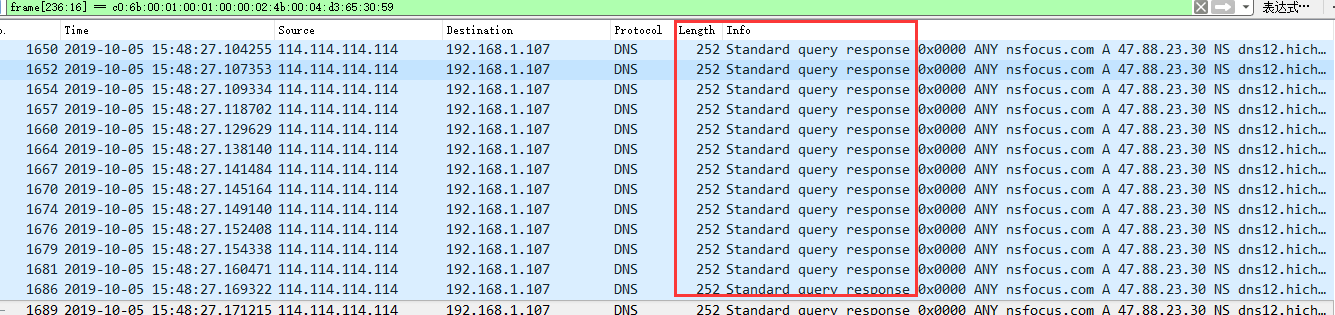 frame[236:16] == c0:6b:00:01:00:01:00:00:02:4b:00:04:d3:65:30:59 表达式…
o. Time Source Destination Protocol Length Info
1650 2019-10-05 15:48:27.104255 114.114.114.114 192.168.1.107 DNS 252 Standard query response 0x0000 ANY nsfocus.com A 47.88.23.30 NS dns12.hich…
1652 2019-10-05 15:48:27.107353 114.114.114.114 192.168.1.107 DNS 252 Standard query response 0x0000 ANY nsfocus.com A 47.88.23.30 NS dns12.hich…
1654 2019-10-05 15:48:27.109334 114.114.114.114 192.168.1.107 DNS 252 Standard query response 0x0000 ANY nsfocus.com A 47.88.23.30 NS dns12.hich…
1657 2019-10-05 15:48:27.118702 114.114.114.114 192.168.1.107 DNS 252 Standard query response 0x0000 ANY nsfocus.com A 47.88.23.30 NS dns12.hich…
1660 2019-10-05 15:48:27.129629 114.114.114.114 192.168.1.107 DNS 252 Standard query response 0x0000 ANY nsfocus.com A 47.88.23.30 NS dns12.hich…
1664 2019-10-05 15:48:27.138140 114.114.114.114 192.168.1.107 DNS 252 Standard query response 0x0000 ANY nsfocus.com A 47.88.23.30 NS dns12.hich…
1667 2019-10-05 15:48:27.141484 114.114.114.114 192.168.1.107 DNS 252 Standard query response 0x0000 ANY nsfocus.com A 47.88.23.30 NS dns12.hich…
1670 2019-10-05 15:48:27.145164 114.114.114.114 192.168.1.107 DNS 252 Standard query response 0x0000 ANY nsfocus.com A 47.88.23.30 NS dns12.hich…
1674 2019-10-05 15:48:27.149140 114.114.114.114 192.168.1.107 DNS 252 Standard query response 0x0000 ANY nsfocus.com A 47.88.23.30 NS dns12.hich…
1676 2019-10-05 15:48:27.152408 114.114.114.114 192.168.1.107 DNS 252 Standard query response 0x0000 ANY nsfocus.com A 47.88.23.30 NS dns12.hich…
1679 2019-10-05 15:48:27.154338 114.114.114.114 192.168.1.107 DNS 252 Standard query response 0x0000 ANY nsfocus.com A 47.88.23.30 NS dns12.hich…
1681 2019-10-05 15:48:27.160471 114.114.114.114 192.168.1.107 DNS 252 Standard query response 0x0000 ANY nsfocus.com A 47.88.23.30 NS dns12.hich…
1686 2019-10-05 15:48:27.169322 114.114.114.114 192.168.1.107 DNS 252 Standard query response 0x0000 ANY nsfocus.com A 47.88.23.30 NS dns12.hich…
1689 2019-10-05 15:48:27.171215 114.114.114.114 192.168.1.107 DNS 252 Standard query response 0x0000 ANY nsfocus.com A 47.88.23.30 NS dns12.hich…